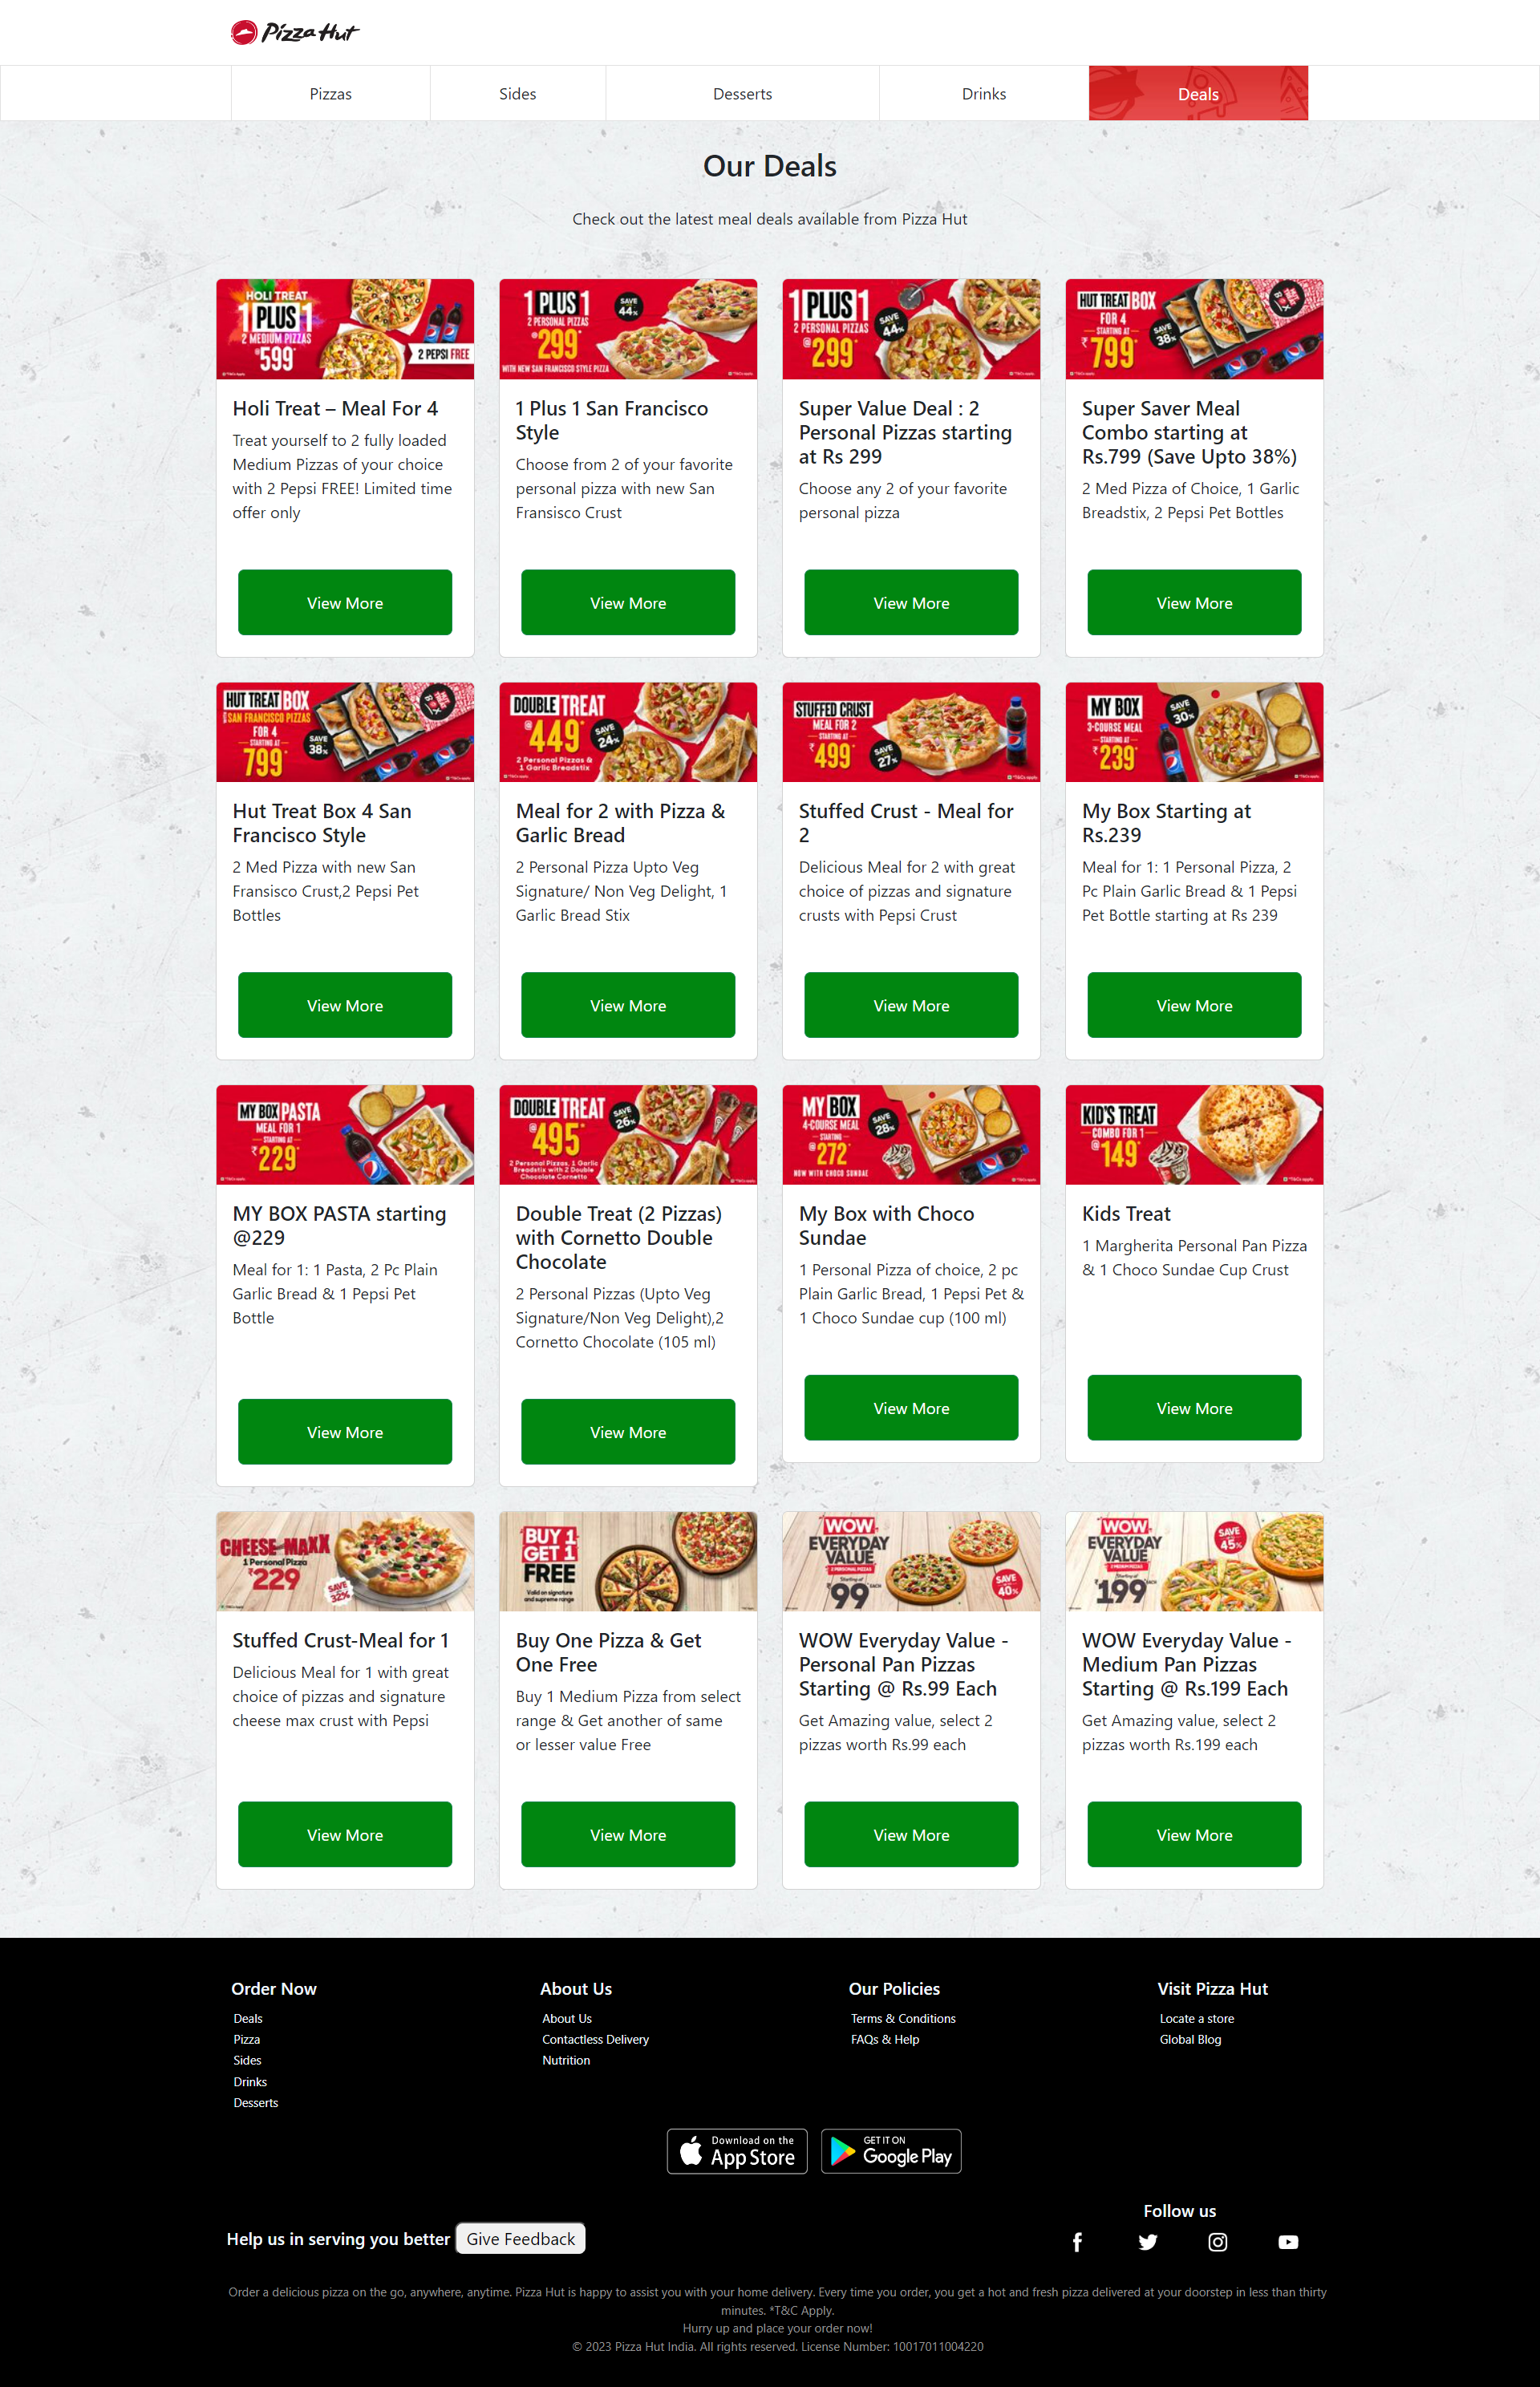 Pizza Hut
Pizzas
Sides
Desserts
Drinks
Deals
Our Deals
Check out the latest meal deals available from Pizza Hut
HOLI TREAT
1 PLUS 1
2 MEDIUM PIZZAS
@599*
2 PEPSI FREE
Holi Treat – Meal For 4
Treat yourself to 2 fully loaded
Medium Pizzas of your choice
with 2 Pepsi FREE! Limited time
offer only
View More
1 PLUS 1
2 PERSONAL PIZZAS
@299*
SAVE
44%
WITH NEW SAN FRANCISCO STYLE PIZZA
1 Plus 1 San Francisco
Style
Choose from 2 of your favorite
personal pizza with new San
Fransisco Crust
View More
1 PLUS 1
2 PERSONAL PIZZAS
@299*
SAVE
44%
Super Value Deal : 2
Personal Pizzas starting
at Rs 299
Choose any 2 of your favorite
personal pizza
View More
HUT TREAT BOX
FOR 4
STARTING AT
₹799*
SAVE
38%
Super Saver Meal
Combo starting at
Rs.799 (Save Upto 38%)
2 Med Pizza of Choice, 1 Garlic
Breadstix, 2 Pepsi Pet Bottles
View More
HUT TREAT BOX
SAN FRANCISCO PIZZAS
FOR 4
STARTING AT
799*
SAVE
38%
Hut Treat Box 4 San
Francisco Style
2 Med Pizza with new San
Fransisco Crust,2 Pepsi Pet
Bottles
View More
DOUBLE TREAT
@449*
SAVE
24%
2 Personal Pizzas &
1 Garlic Breadstix
Meal for 2 with Pizza &
Garlic Bread
2 Personal Pizza Upto Veg
Signature/ Non Veg Delight, 1
Garlic Bread Stix
View More
STUFFED CRUST
MEAL FOR 2
STARTING AT
₹499*
SAVE
27%
Stuffed Crust - Meal for
2
Delicious Meal for 2 with great
choice of pizzas and signature
crusts with Pepsi Crust
View More
MY BOX
3-COURSE MEAL
STARTING AT
₹239*
SAVE
30%
My Box Starting at
Rs.239
Meal for 1: 1 Personal Pizza, 2
Pc Plain Garlic Bread & 1 Pepsi
Pet Bottle starting at Rs 239
View More
MY BOX PASTA
MEAL FOR 1
STARTING AT
₹229*
MY BOX PASTA starting
@229
Meal for 1: 1 Pasta, 2 Pc Plain
Garlic Bread & 1 Pepsi Pet
Bottle
View More
DOUBLE TREAT
@495*
SAVE
26%
2 Personal Pizzas, 1 Garlic
Breadstix with 2 Double
Chocolate Cornetto
Double Treat (2 Pizzas)
with Cornetto Double
Chocolate
2 Personal Pizzas (Upto Veg
Signature/Non Veg Delight),2
Cornetto Chocolate (105 ml)
View More
MY BOX
4-COURSE MEAL
STARTING
@272*
NOW WITH CHOCO SUNDAE
SAVE
28%
My Box with Choco
Sundae
1 Personal Pizza of choice, 2 pc
Plain Garlic Bread, 1 Pepsi Pet &
1 Choco Sundae cup (100 ml)
View More
KID'S TREAT
COMBO FOR 1
@149*
Kids Treat
1 Margherita Personal Pan Pizza
& 1 Choco Sundae Cup Crust
View More
CHEESE MAXX
1 Personal Pizza
₹229
SAVE
32%
Stuffed Crust-Meal for 1
Delicious Meal for 1 with great
choice of pizzas and signature
cheese max crust with Pepsi
View More
BUY 1
GET 1
FREE
Valid on signature
and supreme range
Buy One Pizza & Get
One Free
Buy 1 Medium Pizza from select
range & Get another of same
or lesser value Free
View More
WOW
EVERYDAY
VALUE
2 PERSONAL PIZZAS
Starting at
₹99* EACH
SAVE
40%
WOW Everyday Value -
Personal Pan Pizzas
Starting @ Rs.99 Each
Get Amazing value, select 2
pizzas worth Rs.99 each
View More
WOW
EVERYDAY
VALUE
2 MEDIUM PIZZAS
Starting at
₹199* EACH
SAVE
45%
WOW Everyday Value -
Medium Pan Pizzas
Starting @ Rs.199 Each
Get Amazing value, select 2
pizzas worth Rs.199 each
View More
Order Now
Deals
Pizza
Sides
Drinks
Desserts
About Us
About Us
Contactless Delivery
Nutrition
Our Policies
Terms & Conditions
FAQs & Help
Visit Pizza Hut
Locate a store
Global Blog
Download on the
App Store
GET IT ON
Google Play
Help us in serving you better
Give Feedback
Follow us
Order a delicious pizza on the go, anywhere, anytime. Pizza Hut is happy to assist you with your home delivery. Every time you order, you get a hot and fresh pizza delivered at your doorstep in less than thirty
minutes. *T&C Apply.
Hurry up and place your order now!
© 2023 Pizza Hut India. All rights reserved. License Number: 10017011004220